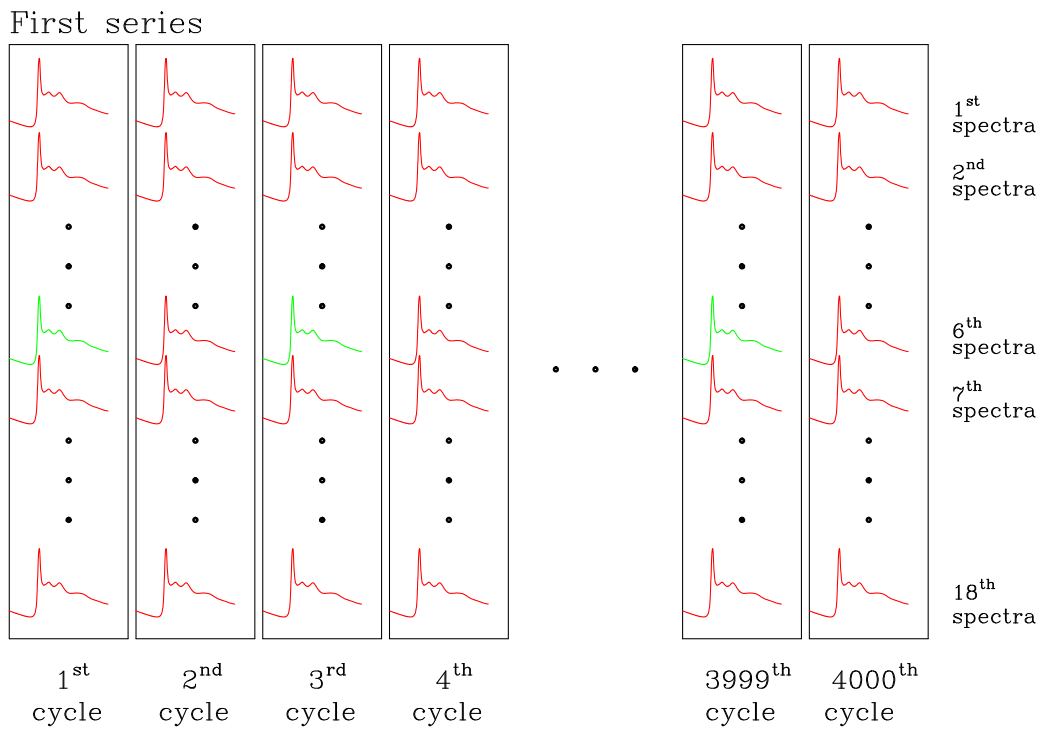 First series
1st
spectra
2nd
spectra
6th
spectra
7th
spectra
18th
spectra
1st 2nd 3rd 4th 3999th 4000th
cycle cycle cycle cycle cycle cycle